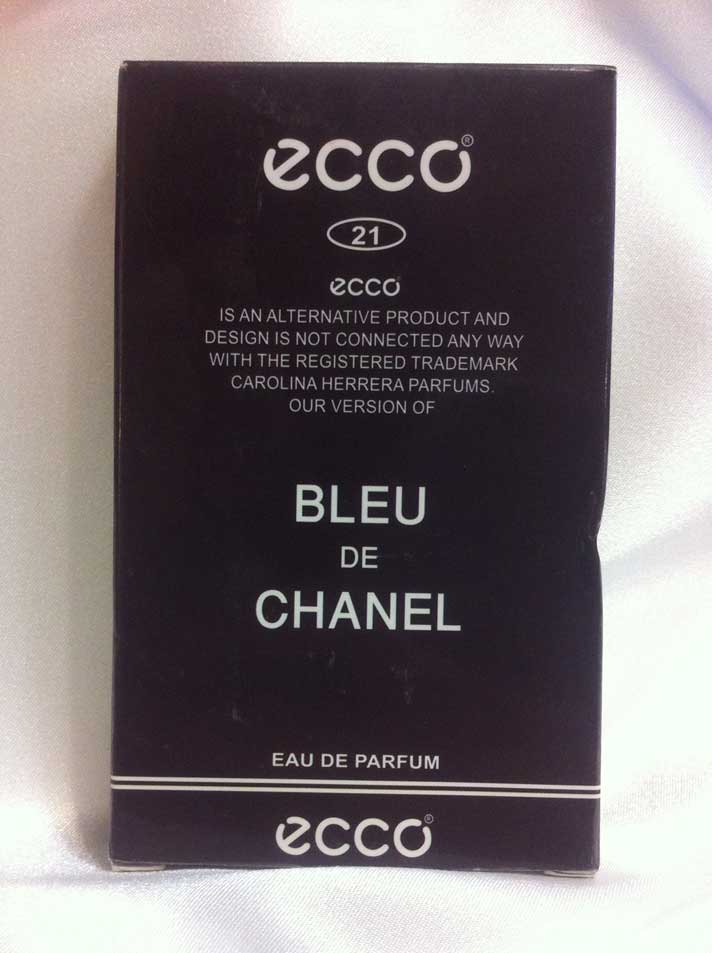 ecco®
21
ecco
IS AN ALTERNATIVE PRODUCT AND
DESIGN IS NOT CONNECTED ANY WAY
WITH THE REGISTERED TRADEMARK
CAROLINA HERRERA PARFUMS.
OUR VERSION OF
BLEU
DE
CHANEL
EAU DE PARFUM
ecco®